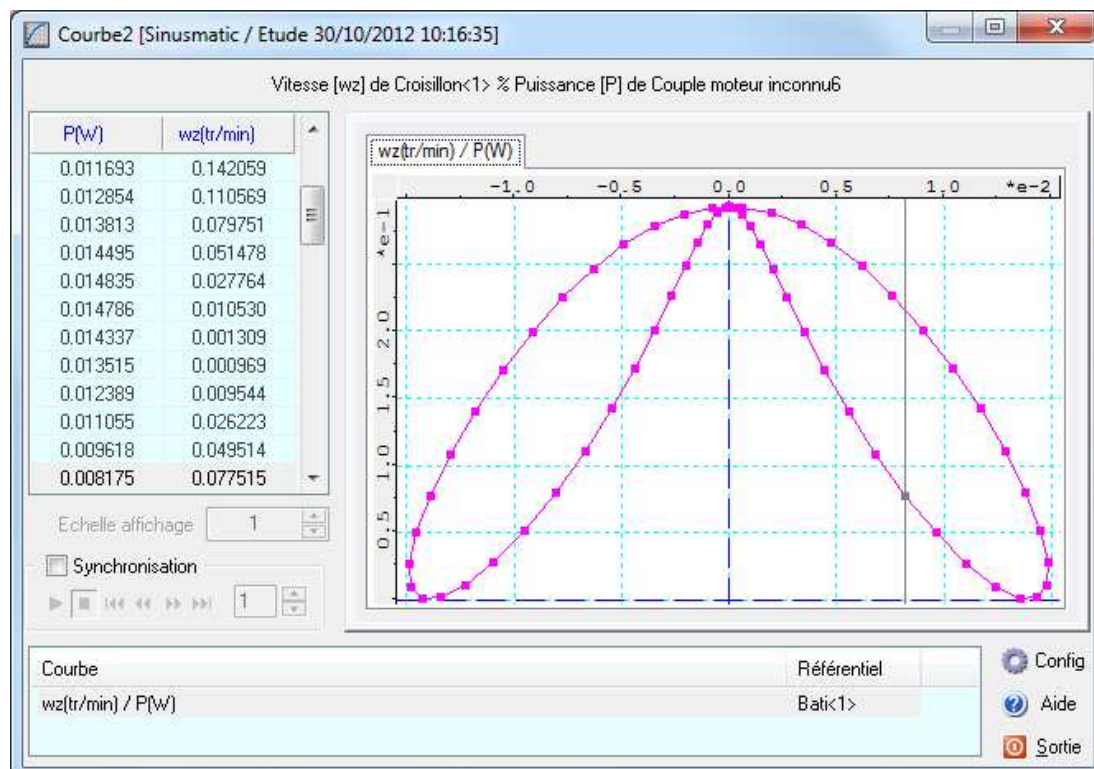 Courbe2 [Sinusmatic / Etude 30/10/2012 10:16:35]
Vitesse [wz] de Croisillon<1> % Puissance [P] de Couple moteur inconnu6
P(W) wz(tr/min)
0.011693 0.142059
0.012854 0.110569
0.013813 0.079751
0.014495 0.051478
0.014835 0.027764
0.014786 0.010530
0.014337 0.001309
0.013515 0.000969
0.012389 0.009544
0.011055 0.026223
0.009618 0.049514
0.008175 0.077515
Echelle affichage 1
Synchronisation
1
wz(tr/min) / P(W)
-1.0 -0.5 0.0 0.5 1.0 *e-2
*e-1
2.0
1.5
1.0
0.5
Courbe Référentiel
wz(tr/min) / P(W) Bati<1>
Config
Aide
Sortie